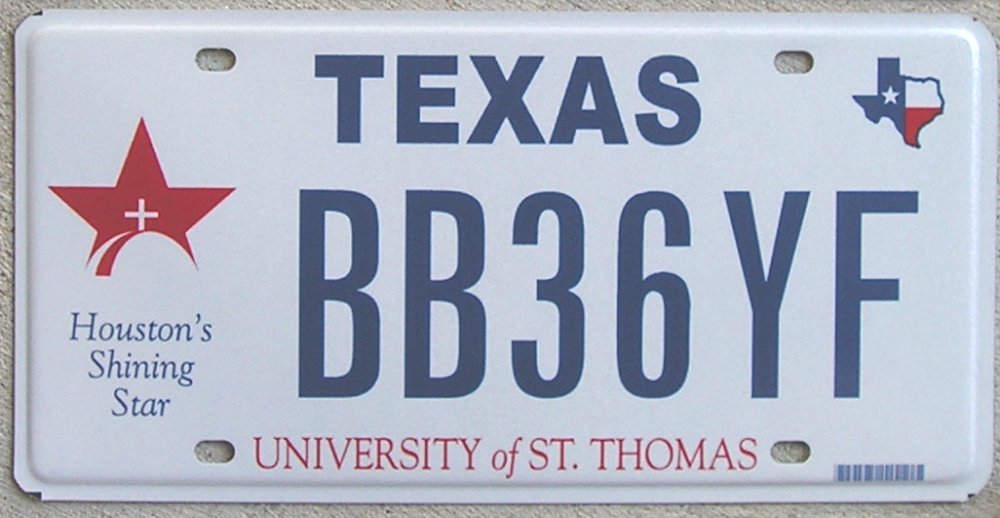 TEXAS
BB36YF
Houston's
Shining
Star
UNIVERSITY of ST. THOMAS